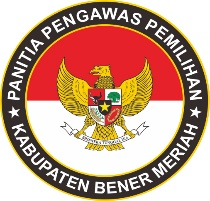 PANITIA PENGAWAS PEMILIHAN
KABUPATEN BENER MERIAH